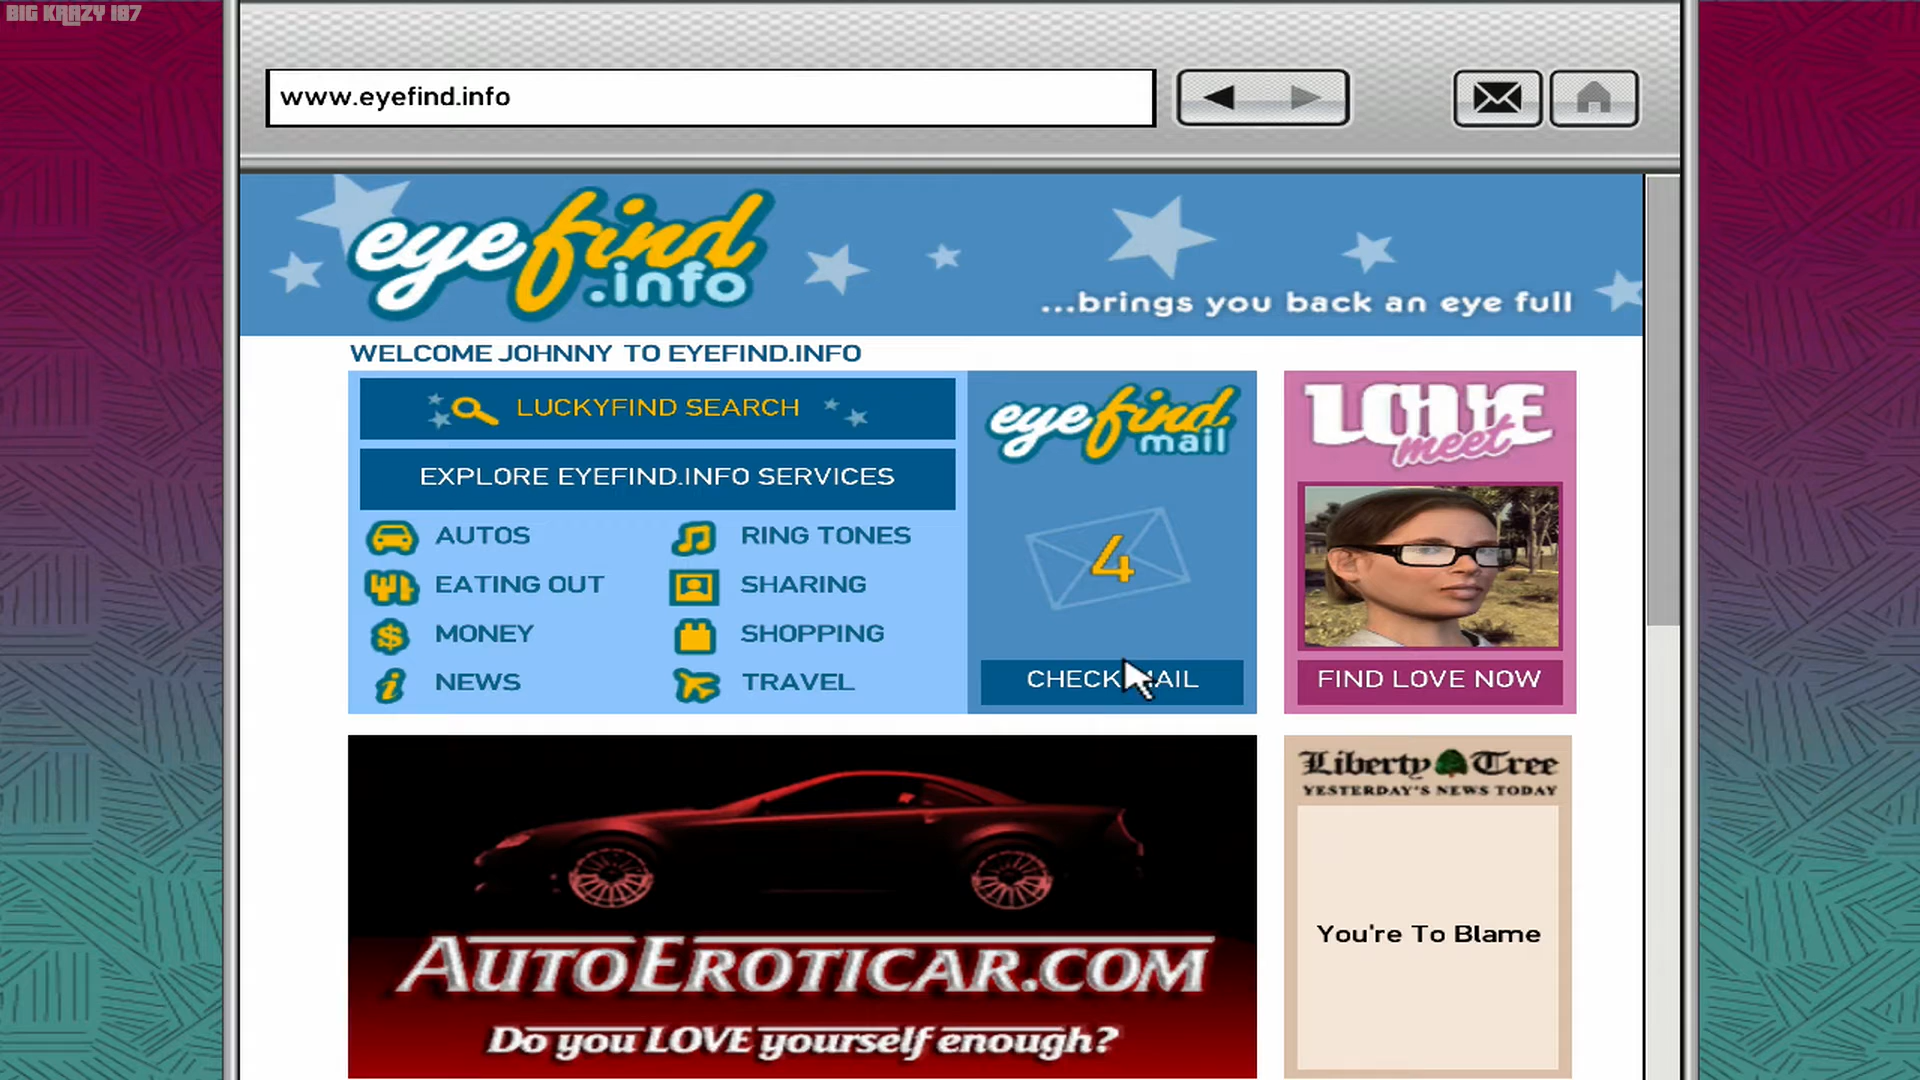 BIG KRAZY 187
www.eyefind.info
eyefind
.info
...brings you back an eye full
WELCOME JOHNNY TO EYEFIND.INFO
LUCKYFIND SEARCH
EXPLORE EYEFIND.INFO SERVICES
AUTOS
RING TONES
EATING OUT
SHARING
MONEY
SHOPPING
NEWS
TRAVEL
eyefind
mail
4
CHECK MAIL
LOVE
meet
FIND LOVE NOW
AUTOEROTICAR.COM
Do you LOVE yourself enough?
Liberty Tree
YESTERDAY'S NEWS TODAY
You're To Blame